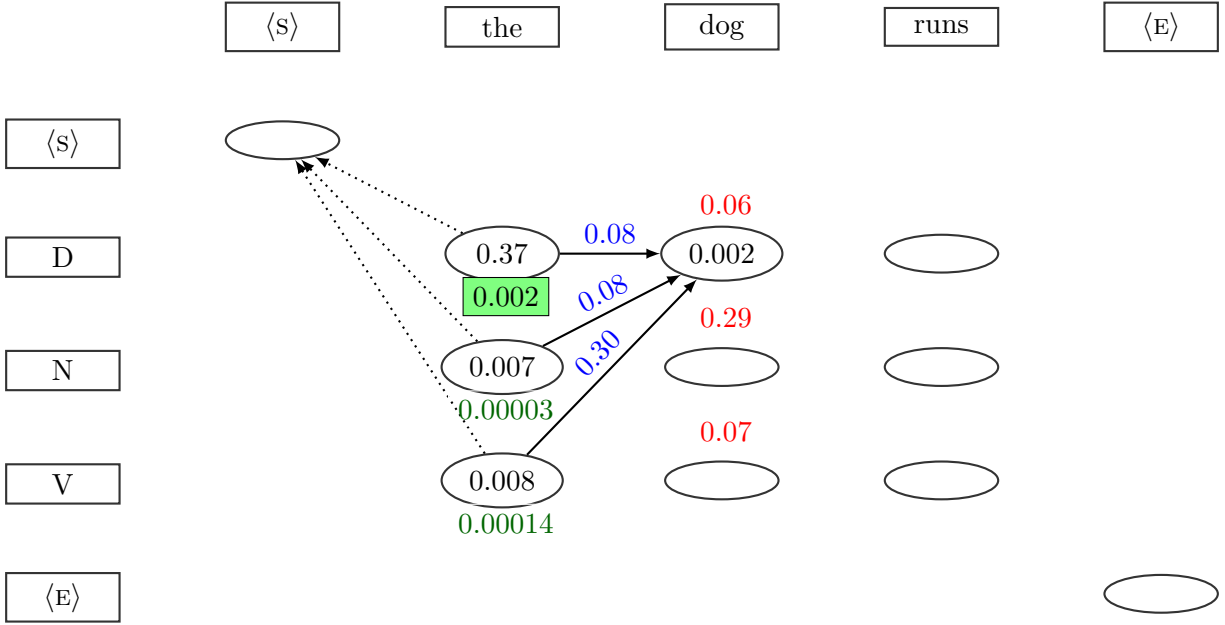 ⟨S⟩ the dog runs ⟨E⟩
⟨S⟩
0.06
D 0.37 0.08 0.002
0.002 0.08
0.29
N 0.007 0.30
0.00003
0.07
V 0.008
0.00014
⟨E⟩